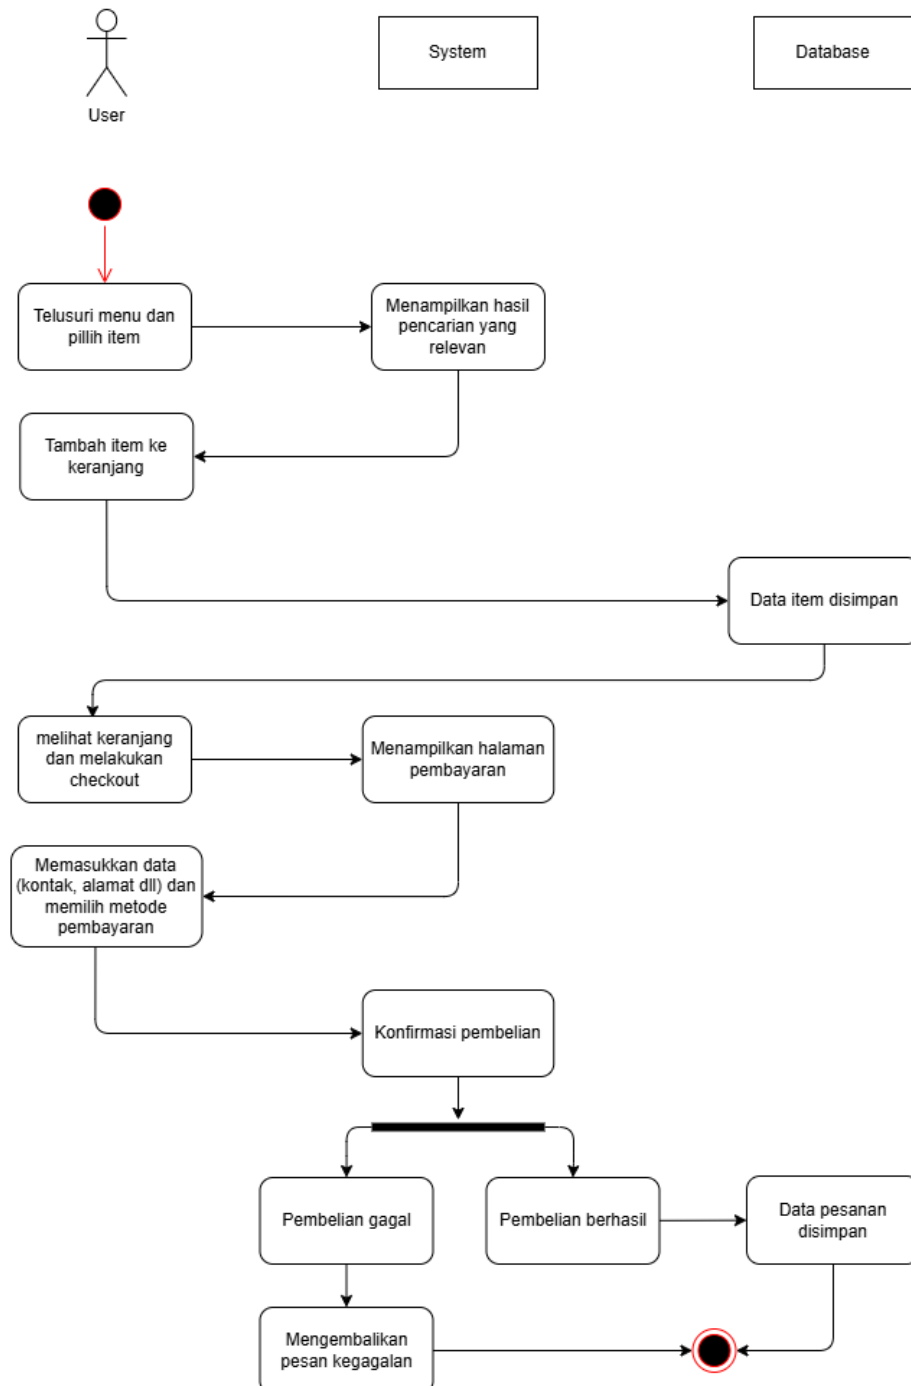 User
System
Database
Telusuri menu dan
pillih item
Menampilkan hasil
pencarian yang
relevan
Tambah item ke
keranjang
Data item disimpan
melihat keranjang
dan melakukan
checkout
Menampilkan halaman
pembayaran
Memasukkan data
(kontak, alamat dll) dan
memilih metode
pembayaran
Konfirmasi pembelian
Pembelian gagal
Pembelian berhasil
Data pesanan
disimpan
Mengembalikan
pesan kegagalan